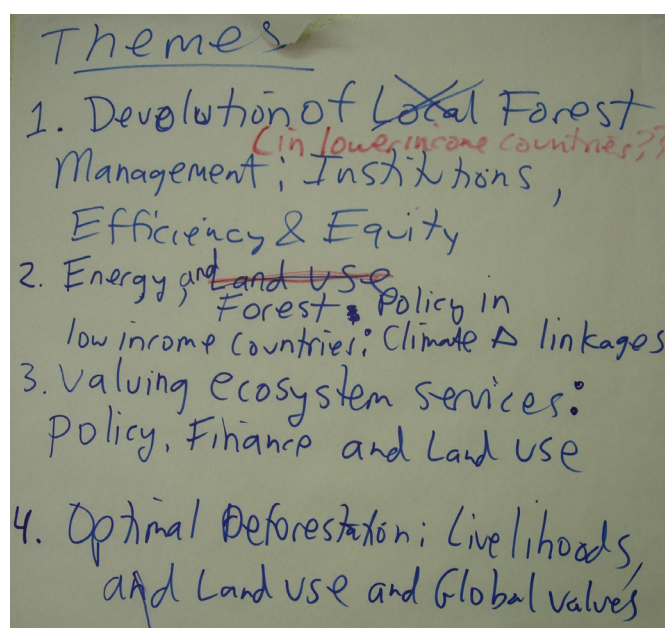 Themes
1. Devolution of Local Forest
(in lower income countries??
Management; Institutions,
Efficiency & Equity
2. Energy, and Land use
Forest Policy in
low income countries: Climate Δ linkages
3. Valuing ecosystem services:
Policy, Finance and Land use
4. Optimal Deforestation: Livelihoods,
and Land use and Global values